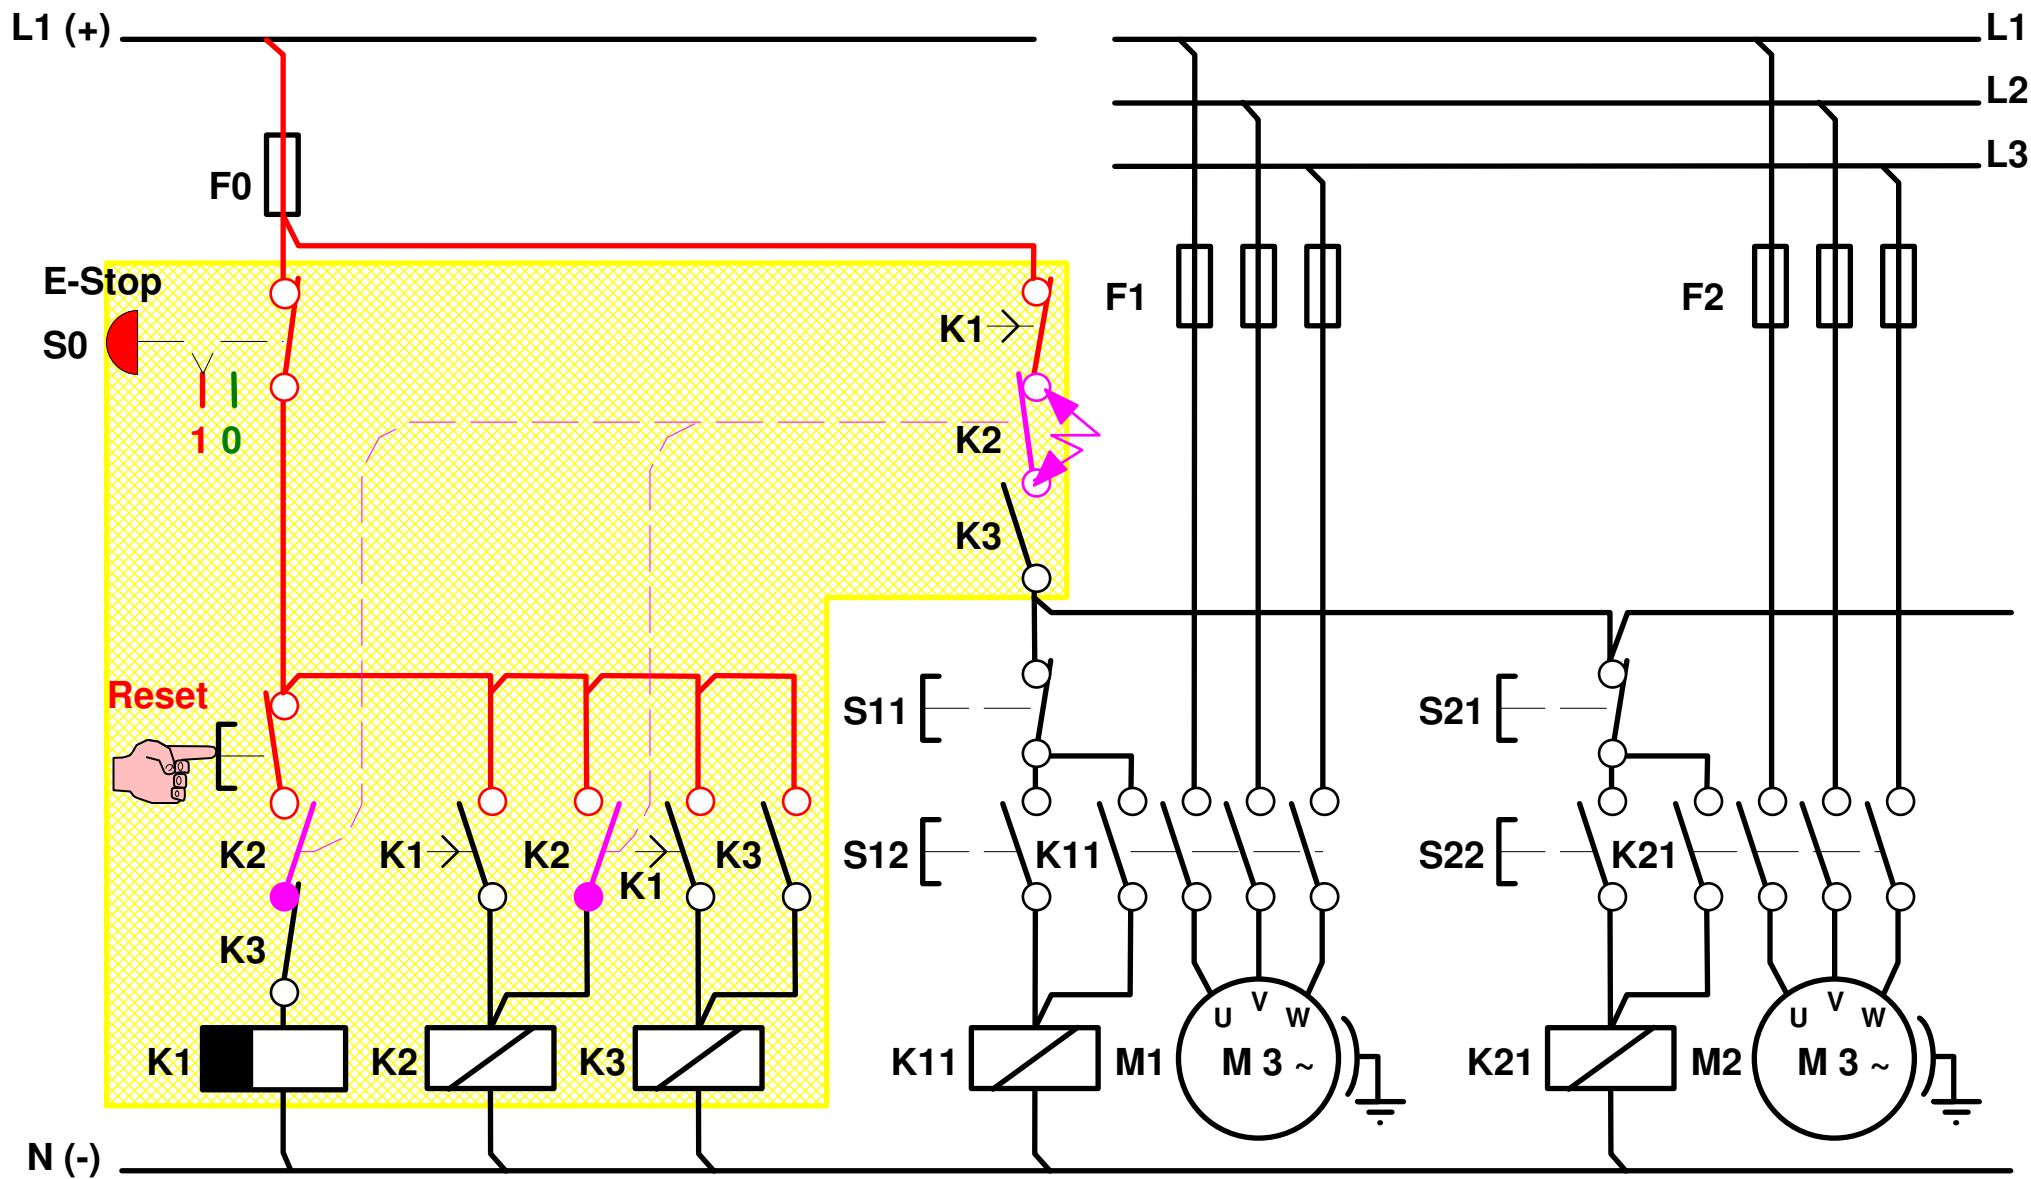 L1 (+)
L1
L2
L3
F0
E-Stop
S0
1 0
K1
F1
F2
K2
K3
Reset
S11
S21
K2
K1
K2
K1
K3
S12
K11
S22
K21
K3
U V W
U V W
K1
K2
K3
K11
M1
M 3 ~
K21
M2
M 3 ~
N (-)